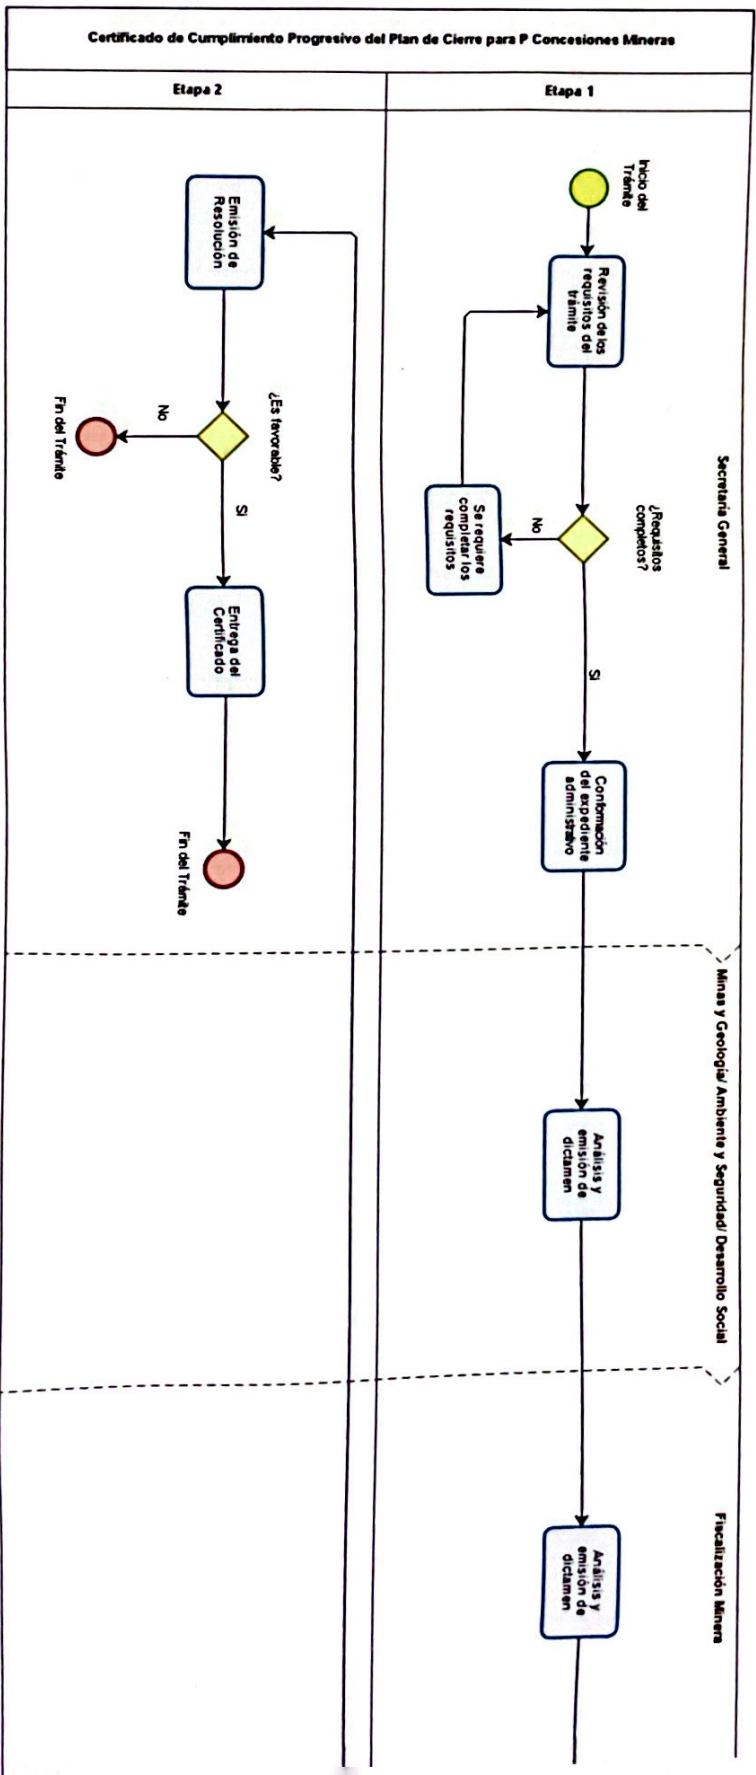 Certificado de Cumplimiento Progresivo del Plan de Cierre para P Concesiones Mineras
Etapa 1
Secretaría General
Minas y Geología/ Ambiente y Seguridad/ Desarrollo Social
Fiscalización Minera
Inicio del
Trámite
Revisión de los
requisitos del
trámite
¿Requisitos
completos?
No
Se requiere
completar los
requisitos
Si
Conformación
del expediente
administrativo
Análisis y
emisión de
dictamen
Análisis y
emisión de
dictamen
Etapa 2
Emisión de
Resolución
¿Es favorable?
No
Fin del Trámite
Si
Entrega del
Certificado
Fin del Trámite